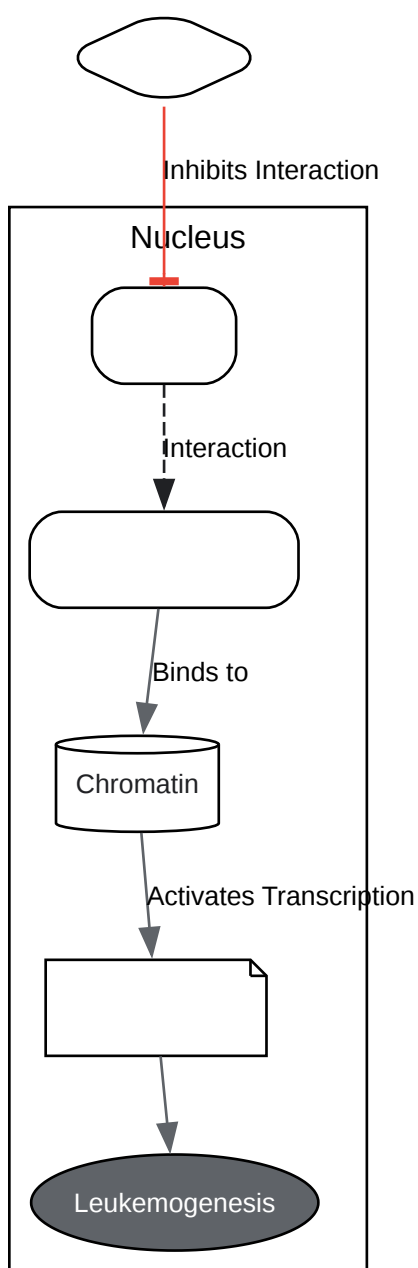 Inhibits Interaction
Nucleus
Interaction
Binds to
Chromatin
Activates Transcription
Leukemogenesis